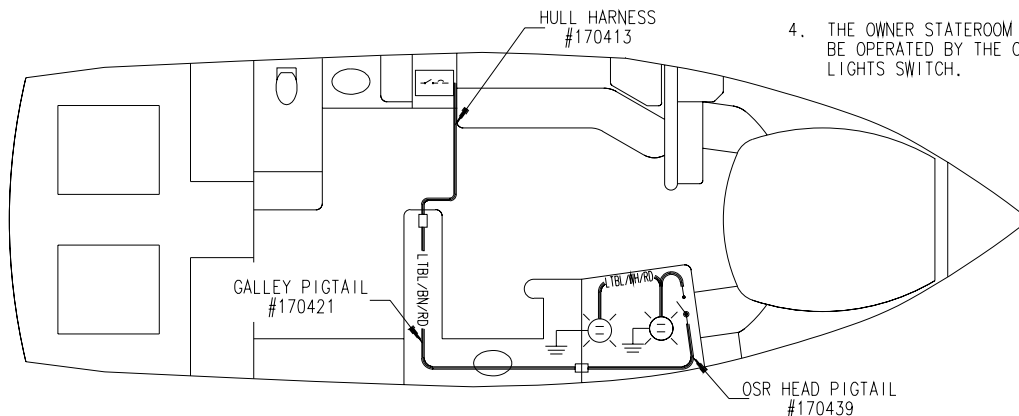 HULL HARNESS
#170413
4. THE OWNER STATEROOM
BE OPERATED BY THE
LIGHTS SWITCH.
LTBL/BN/RD
GALLEY PIGTAIL
#170421
LTBL/WH/RD
OSR HEAD PIGTAIL
#170439